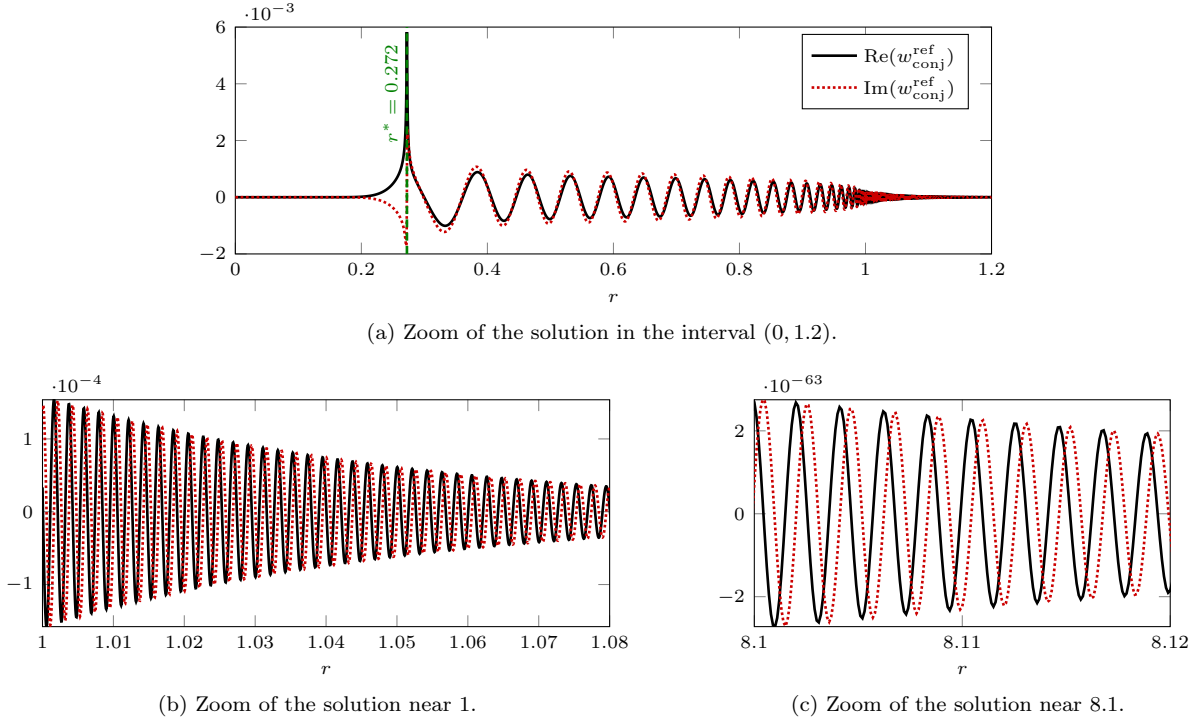 ·10⁻³
6
4
2
0
−2
r* = 0.272
Re(w_conj^ref)
Im(w_conj^ref)
0 0.2 0.4 0.6 0.8 1 1.2
r
(a) Zoom of the solution in the interval (0, 1.2).
·10⁻⁴
1
0
−1
1 1.01 1.02 1.03 1.04 1.05 1.06 1.07 1.08
r
(b) Zoom of the solution near 1.
·10⁻⁶³
2
0
−2
8.1 8.11 8.12
r
(c) Zoom of the solution near 8.1.